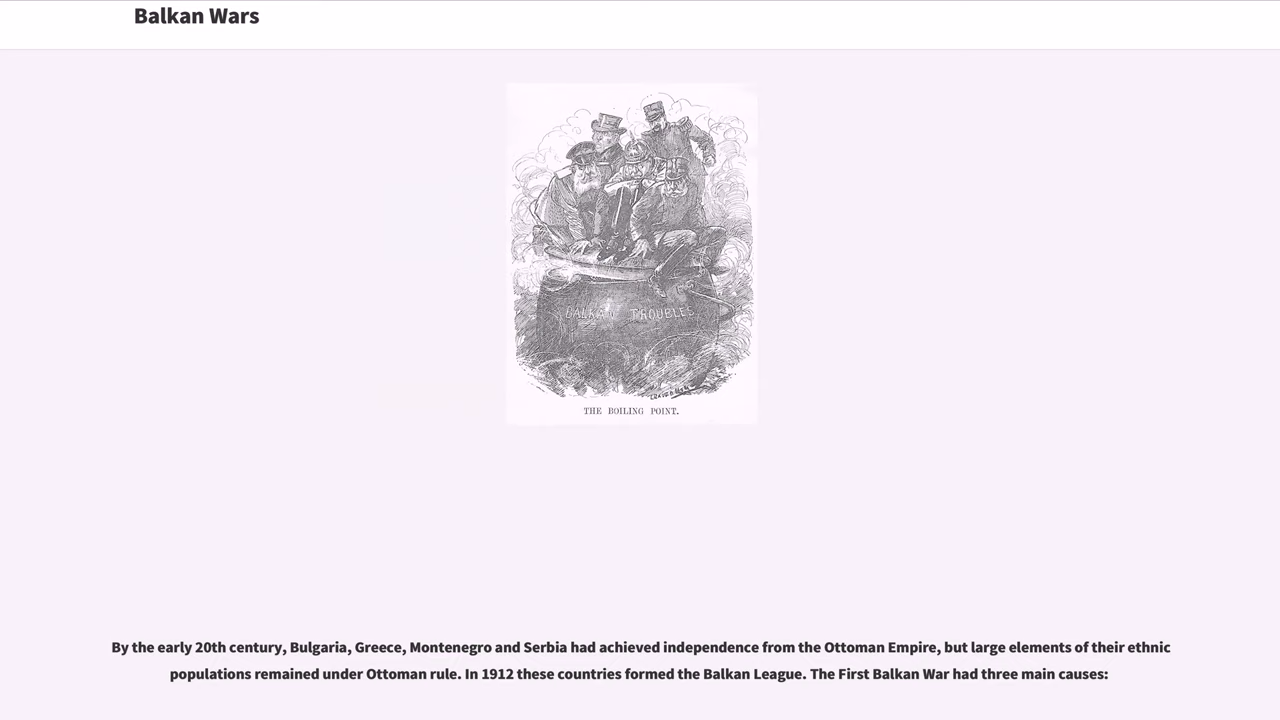 Balkan Wars
BALKAN TROUBLES
THE BOILING POINT.
By the early 20th century, Bulgaria, Greece, Montenegro and Serbia had achieved independence from the Ottoman Empire, but large elements of their ethnic
populations remained under Ottoman rule. In 1912 these countries formed the Balkan League. The First Balkan War had three main causes: